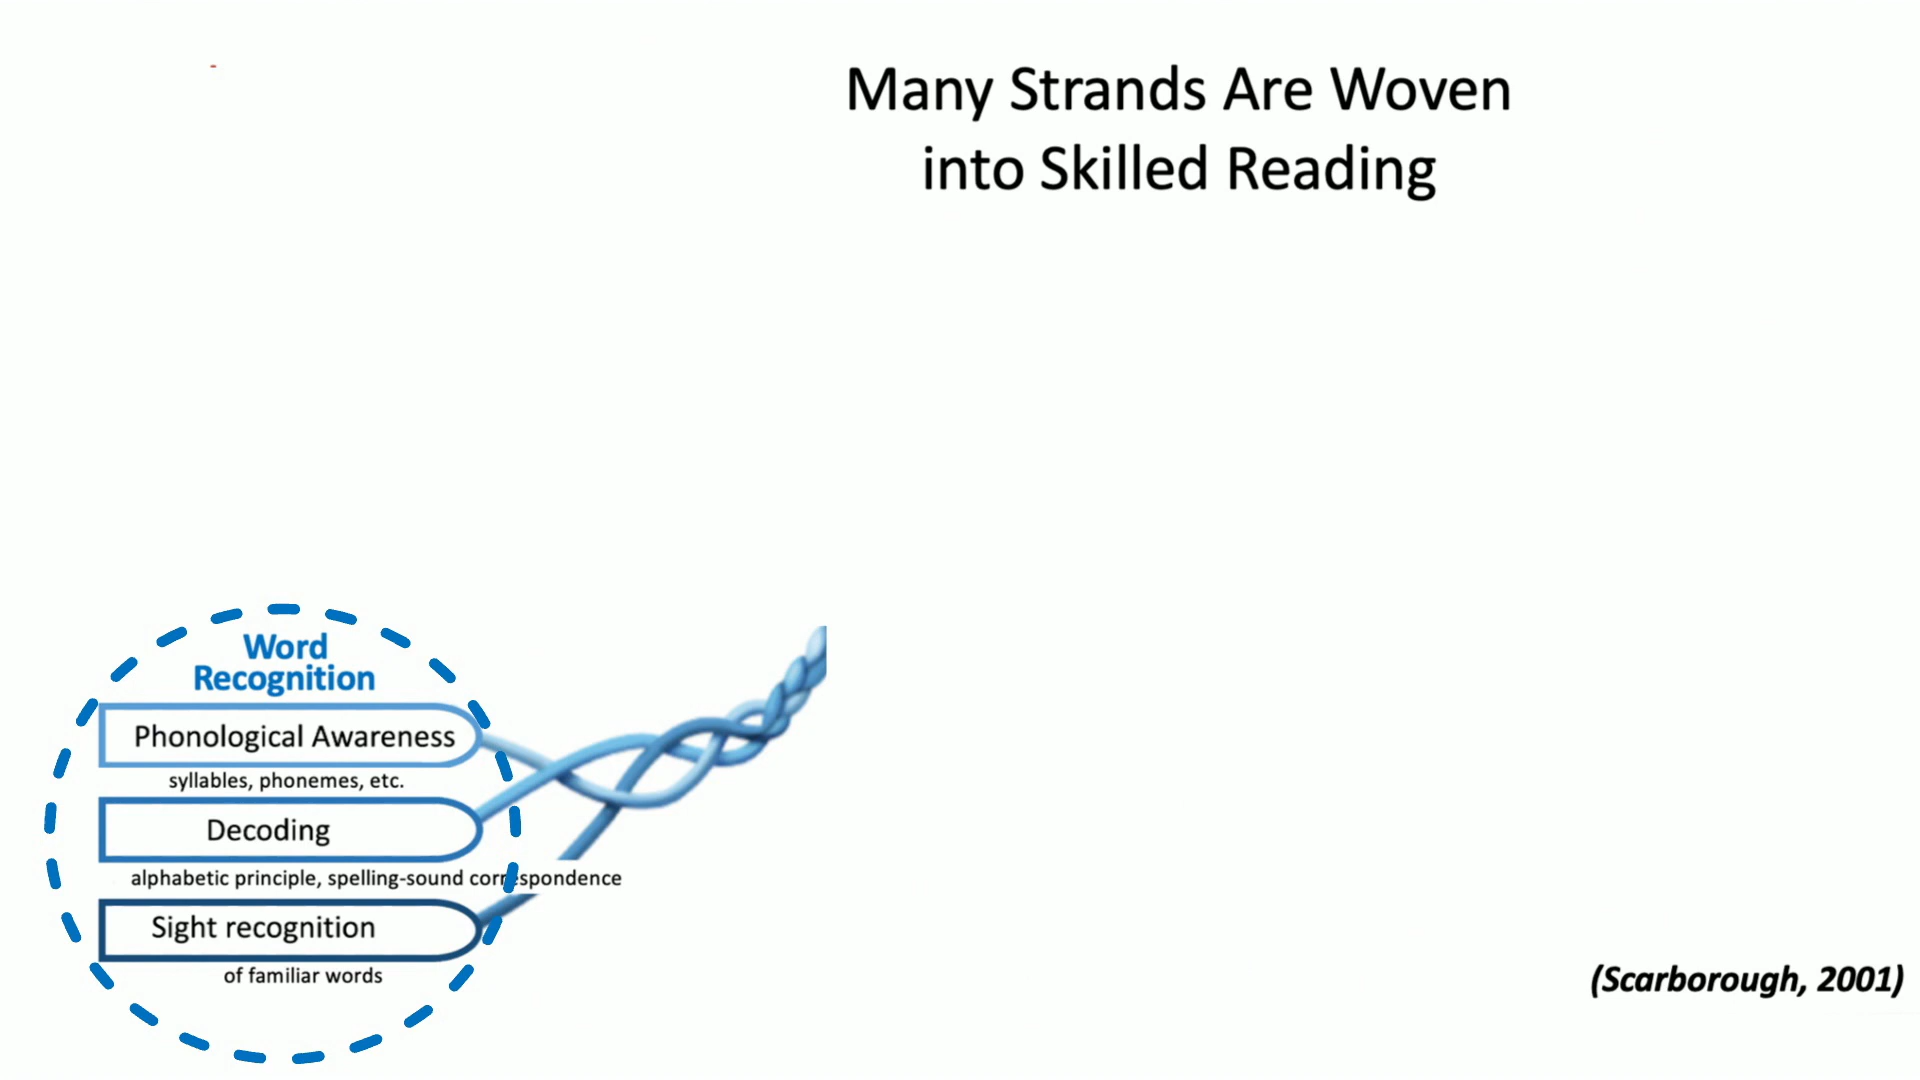 Many Strands Are Woven
into Skilled Reading
Word
Recognition
Phonological Awareness
syllables, phonemes, etc.
Decoding
alphabetic principle, spelling-sound correspondence
Sight recognition
of familiar words
(Scarborough, 2001)